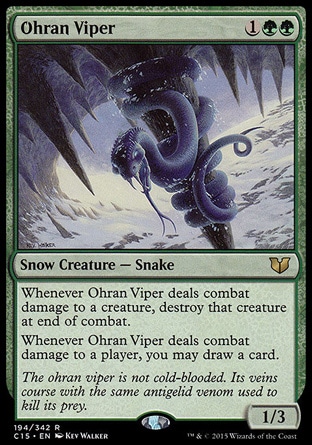 Ohran Viper 1
Snow Creature — Snake
Whenever Ohran Viper deals combat
damage to a creature, destroy that creature
at end of combat.
Whenever Ohran Viper deals combat
damage to a player, you may draw a card.
The ohran viper is not cold-blooded. Its veins
course with the same antigelid venom used to
kill its prey.
1/3
194/342 R
C15 • EN Key Walker
™ & © 2015 Wizards of the Coast